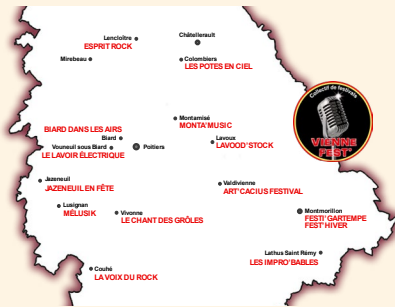 Lencloître
ESPRIT ROCK
Châtellerault
Mirebeau
Colombiers
LES POTES EN CIEL
Collectif de festivals
VIENNE
FEST'
Montamisé
MONTA'MUSIC
BIARD DANS LES AIRS
Biard
Vouneuil sous Biard
LE LAVOIR ÉLECTRIQUE
Poitiers
Lavoux
LAVOOD'STOCK
Jazeneuil
JAZENEUIL EN FÊTE
Valdivienne
ART'CACIUS FESTIVAL
Lusignan
MÉLUSIK
Vivonne
LE CHANT DES GRÔLES
Montmorillon
FESTI'GARTEMPE
FEST'HIVER
Lathus Saint Rémy
LES IMPRO'BABLES
Couhé
LA VOIX DU ROCK